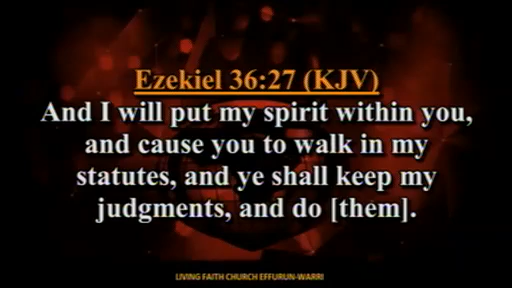 Ezekiel 36:27 (KJV)
And I will put my spirit within you,
and cause you to walk in my
statutes, and ye shall keep my
judgments, and do [them].
LIVING FAITH CHURCH EFFURUN-WARRI